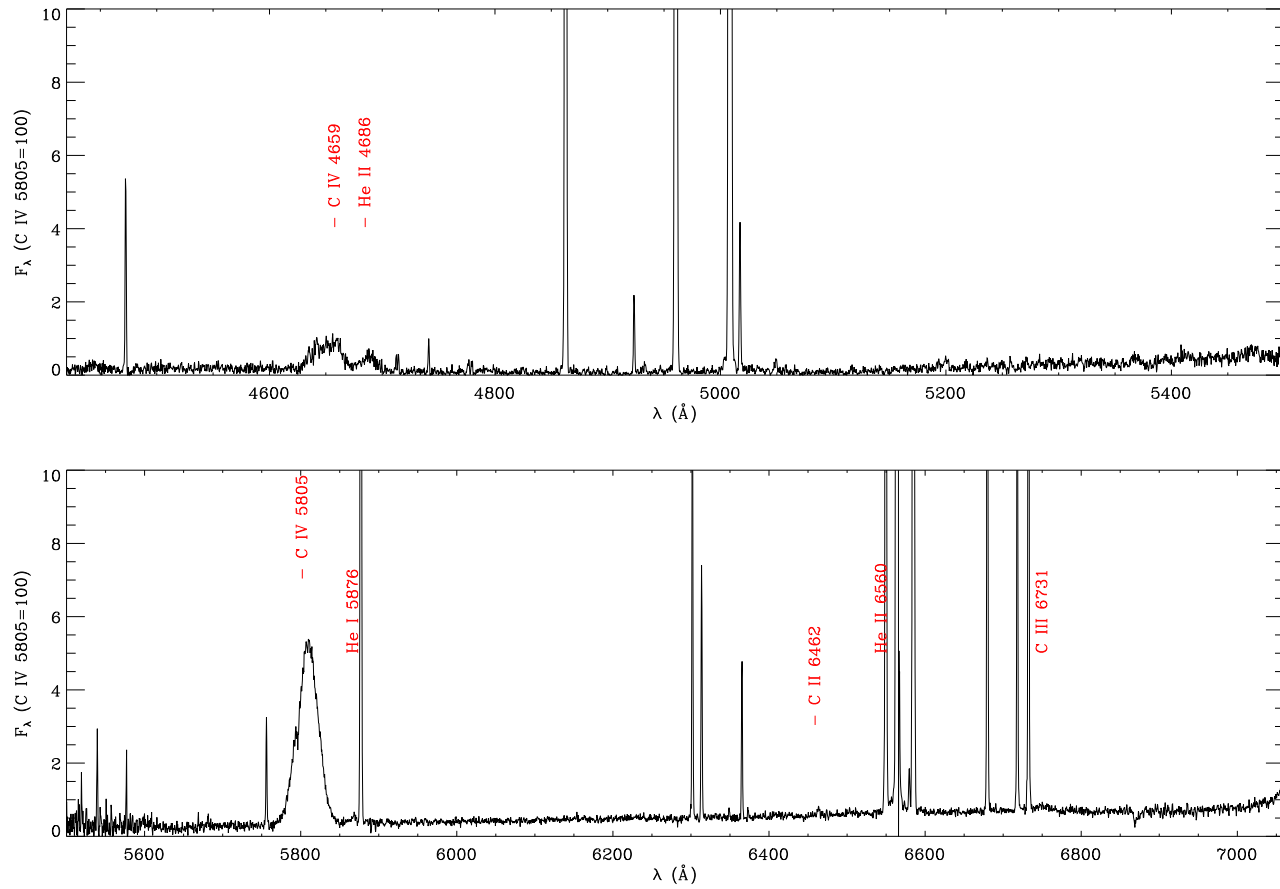 10
8
6
4
2
0
F_λ (C IV 5805=100)
– C IV 4659
– He II 4686
4600 4800 5000 5200 5400
λ (Å)
10
8
6
4
2
0
F_λ (C IV 5805=100)
– C IV 5805
He I 5876
– C II 6462
He II 6560
C III 6731
5600 5800 6000 6200 6400 6600 6800 7000
λ (Å)